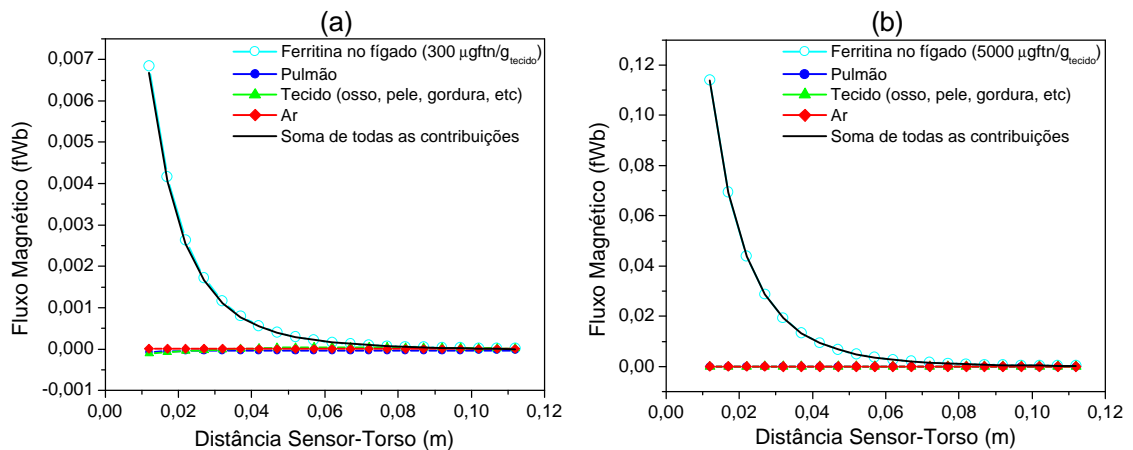 (a)
Fluxo Magnético (fWb)
0,007
0,006
0,005
0,004
0,003
0,002
0,001
0,000
-0,001
Ferritina no fígado (300 μgftn/g_tecido)
Pulmão
Tecido (osso, pele, gordura, etc)
Ar
Soma de todas as contribuições
0,00 0,02 0,04 0,06 0,08 0,10 0,12
Distância Sensor-Torso (m)
(b)
Fluxo Magnético (fWb)
0,12
0,10
0,08
0,06
0,04
0,02
0,00
Ferritina no fígado (5000 μgftn/g_tecido)
Pulmão
Tecido (osso, pele, gordura, etc)
Ar
Soma de todas as contribuições
0,00 0,02 0,04 0,06 0,08 0,10 0,12
Distância Sensor-Torso (m)